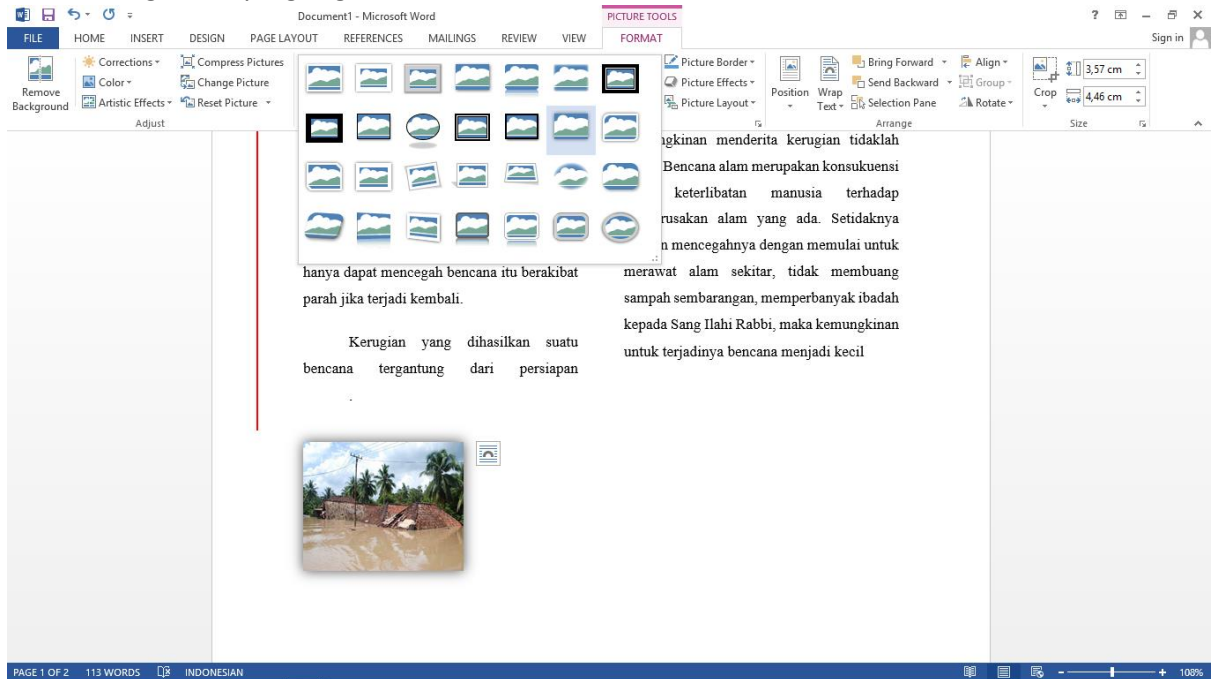 Document1 - Microsoft Word
PICTURE TOOLS
?
FILE HOME INSERT DESIGN PAGE LAYOUT REFERENCES MAILINGS REVIEW VIEW FORMAT
Sign in
Remove Background
Corrections
Color
Artistic Effects
Compress Pictures
Change Picture
Reset Picture
Adjust
Picture Border
Picture Effects
Picture Layout
Position
Wrap Text
Bring Forward
Send Backward
Selection Pane
Align
Group
Rotate
Arrange
Crop
3,57 cm
4,46 cm
Size
hanya dapat mencegah bencana itu berakibat
parah jika terjadi kembali.
Kerugian yang dihasilkan suatu
bencana tergantung dari persiapan
.
menderita kerugian tidaklah
Bencana alam merupakan konsukuensi
keterlibatan manusia terhadap
alam yang ada. Setidaknya
mencegahnya dengan memulai untuk
merawat alam sekitar, tidak membuang
sampah sembarangan, memperbanyak ibadah
kepada Sang Ilahi Rabbi, maka kemungkinan
untuk terjadinya bencana menjadi kecil
PAGE 1 OF 2 113 WORDS INDONESIAN
108%